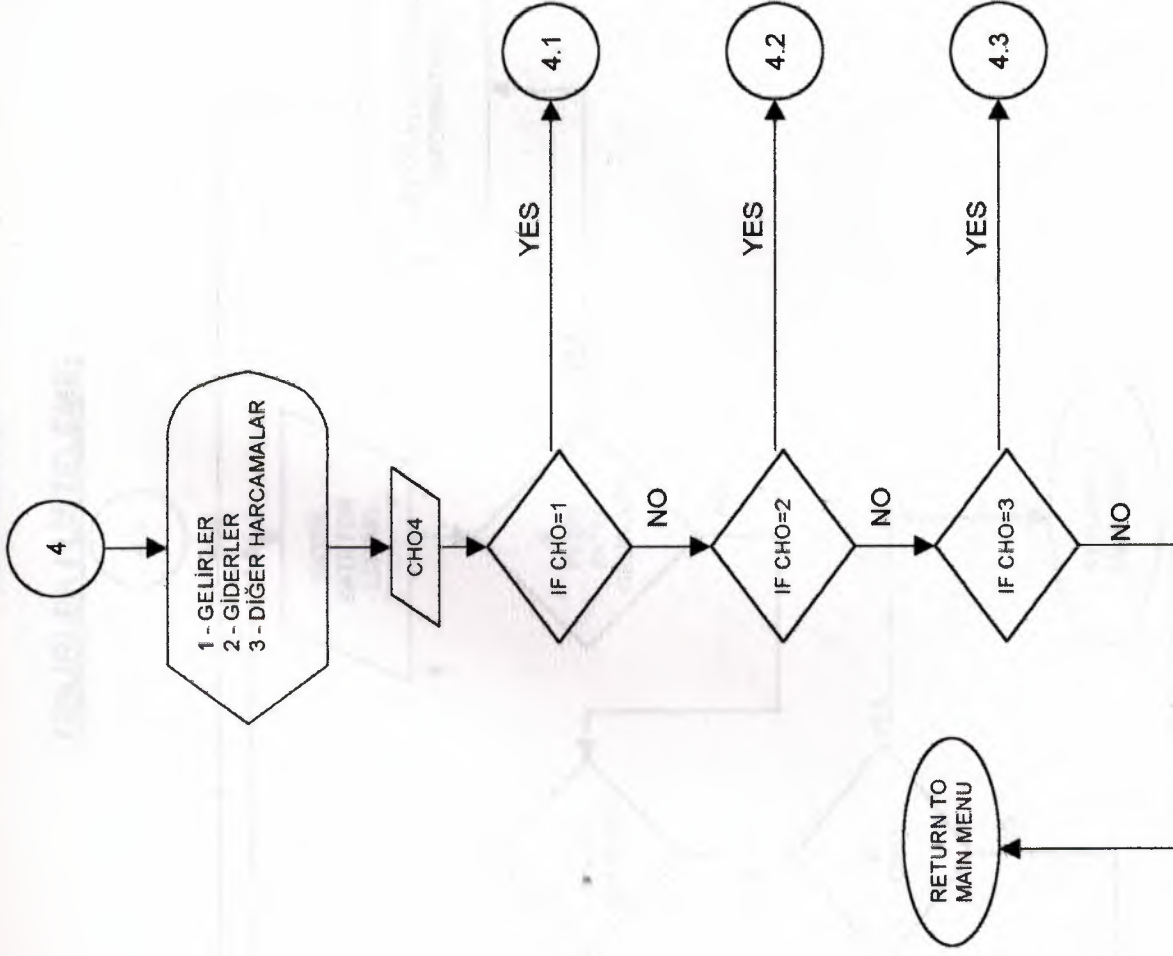 4
1 - GELİRLER
2 - GİDERLER
3 - DİĞER HARCAMALAR
CHO4
IF CHO=1
YES
4.1
NO
IF CHO=2
YES
4.2
NO
IF CHO=3
YES
4.3
NO
RETURN TO
MAIN MENU